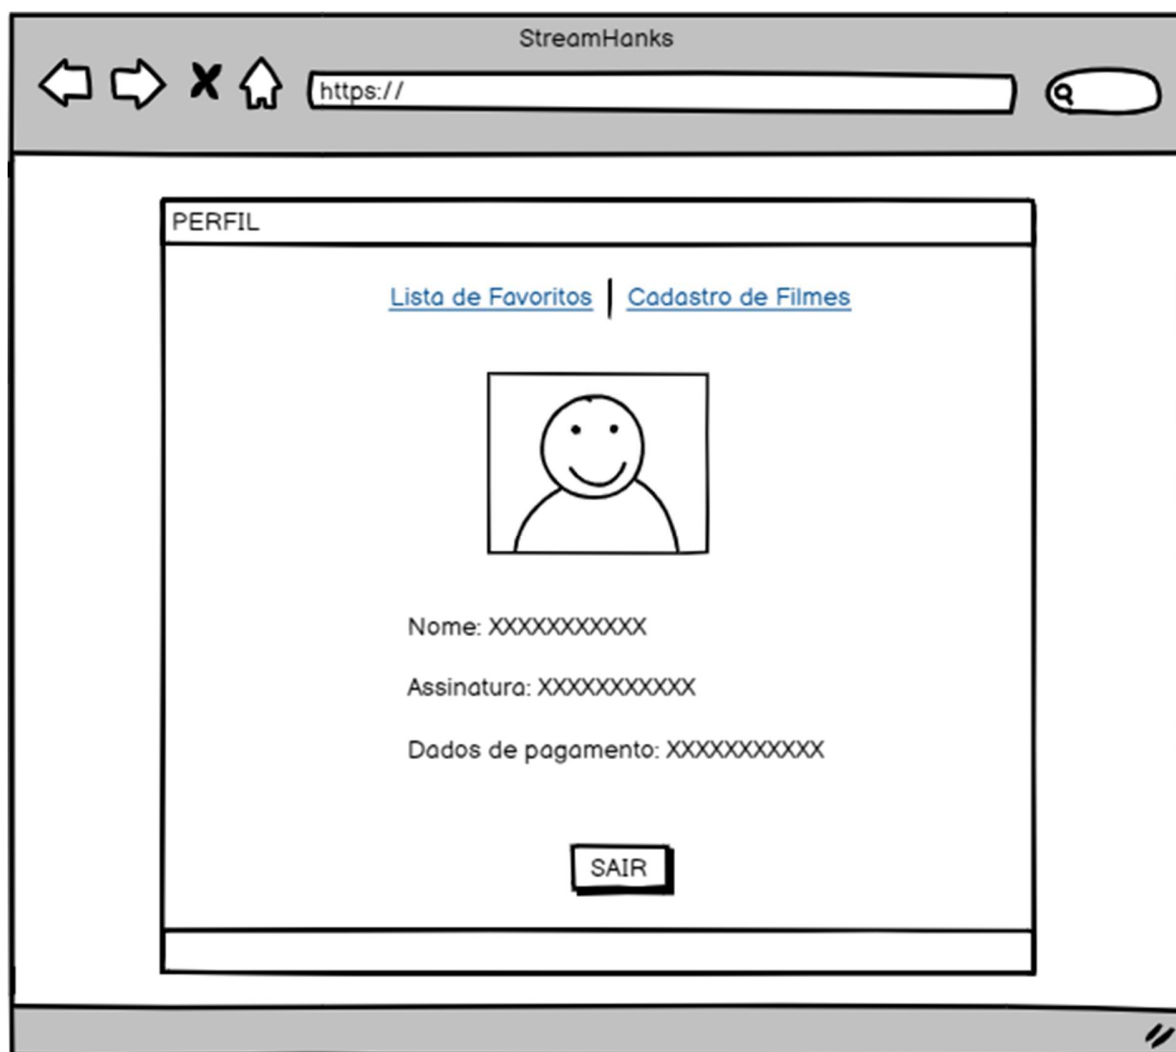 StreamHanks
https://
PERFIL
Lista de Favoritos | Cadastro de Filmes
Nome: XXXXXXXXXXX
Assinatura: XXXXXXXXXXX
Dados de pagamento: XXXXXXXXXXX
SAIR